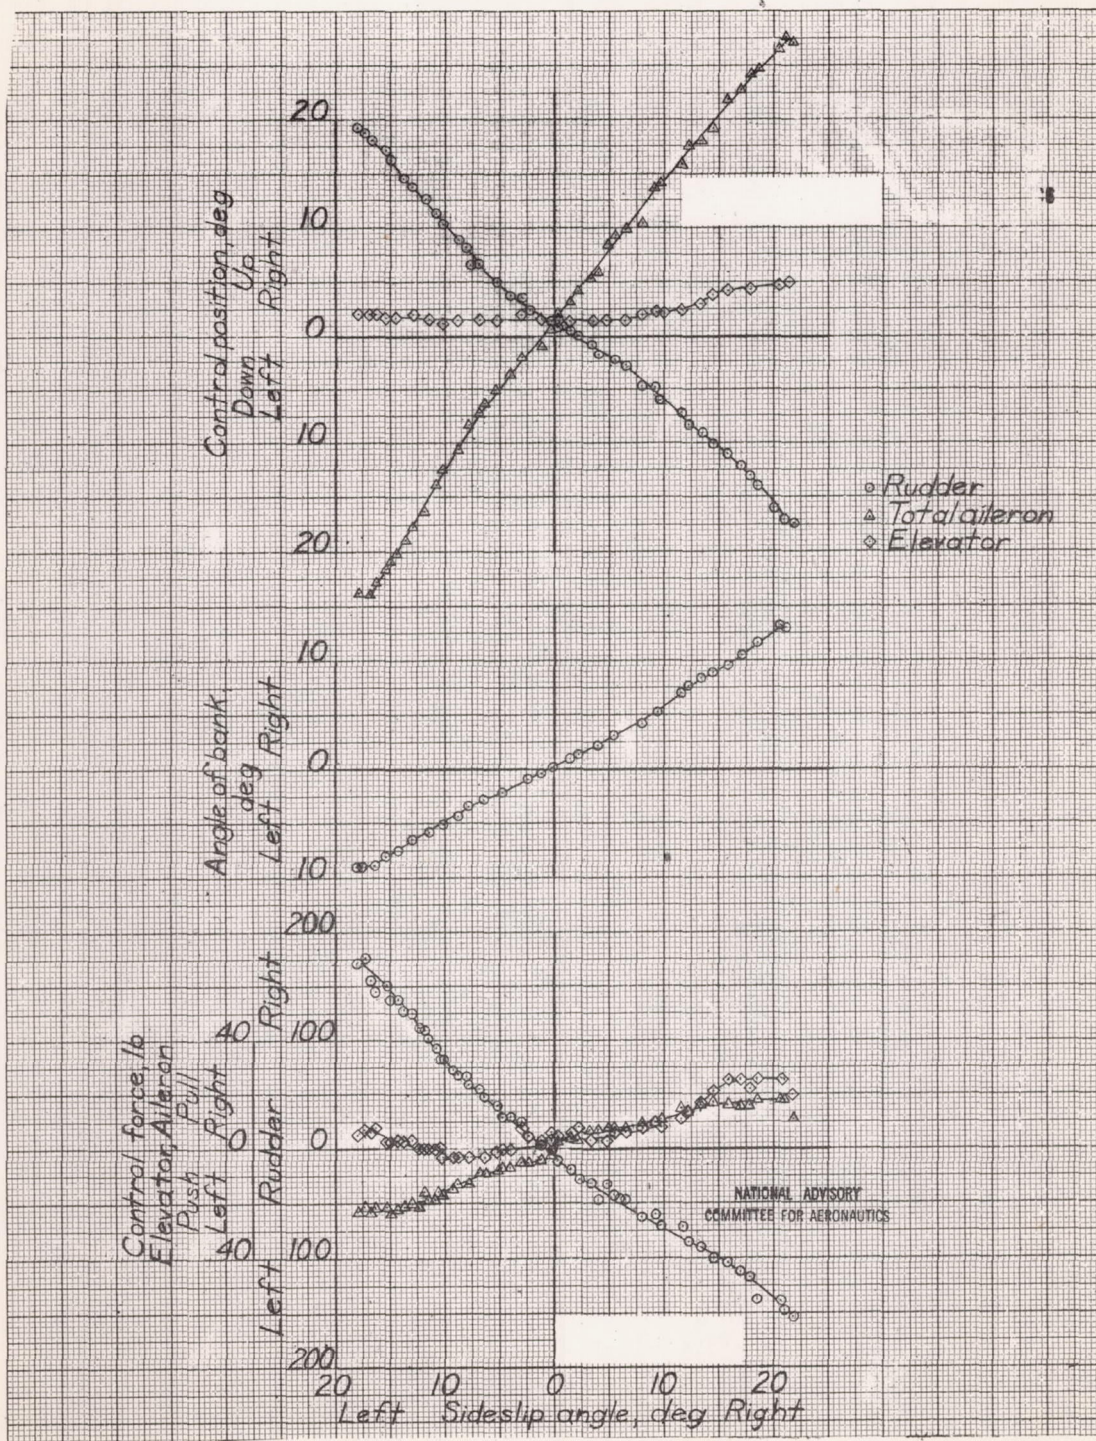 20
10
0
10
20
Control position, deg
Down Up
Left Right
Rudder
Total aileron
Elevator
10
0
10
Angle of bank,
deg
Left Right
200
100
0
100
200
40
0
40
Control force, lb
Elevator, Aileron
Push Pull
Left Right
Left Rudder Right
NATIONAL ADVISORY
COMMITTEE FOR AERONAUTICS
20 10 0 10 20
Left Sideslip angle, deg Right